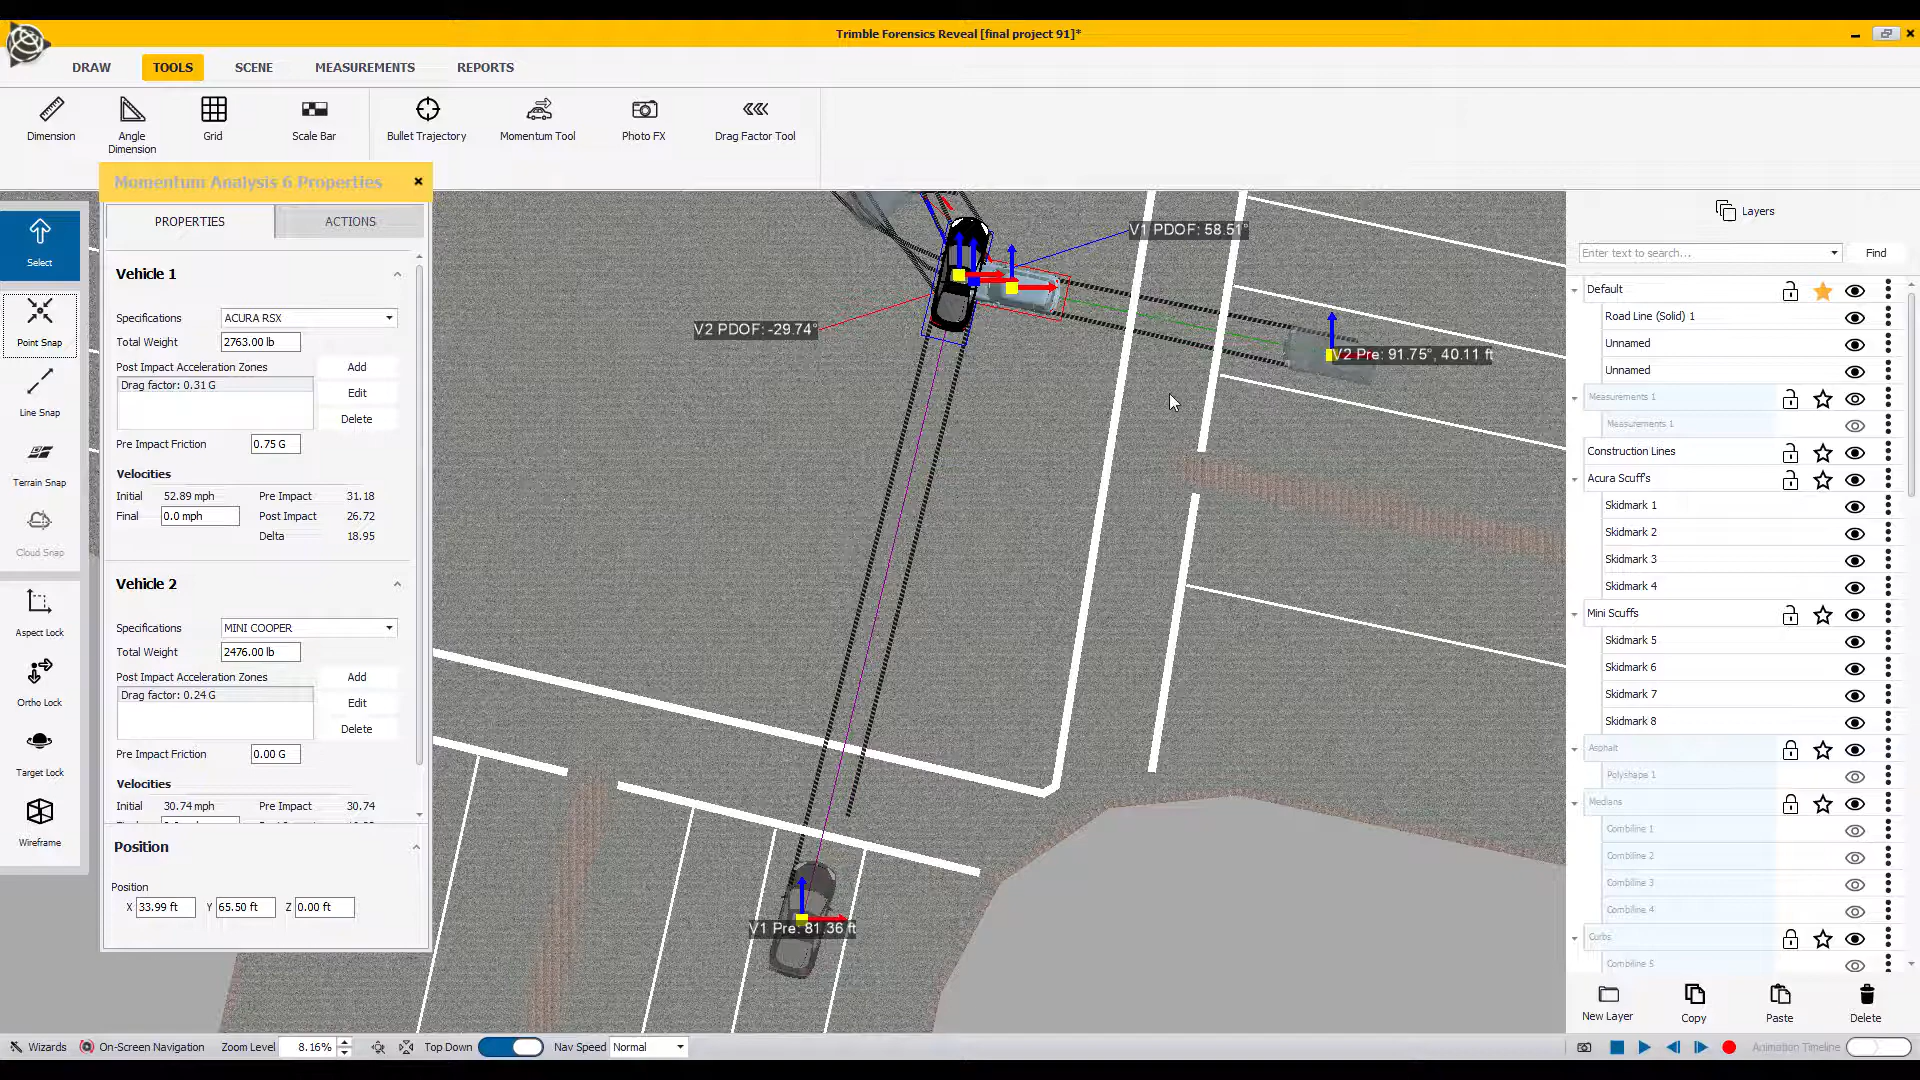 Trimble Forensics Reveal [final project 91]*
DRAW
TOOLS
SCENE
MEASUREMENTS
REPORTS
Dimension
Angle
Dimension
Grid
Scale Bar
Bullet Trajectory
Momentum Tool
Photo FX
Drag Factor Tool
Momentum Analysis 6 Properties
PROPERTIES
ACTIONS
Vehicle 1
Specifications
ACURA RSX
Total Weight
2763.00 lb
Post Impact Acceleration Zones
Add
Drag factor: 0.31 G
Edit
Delete
Pre Impact Friction
0.75 G
Velocities
Initial 52.89 mph Pre Impact 31.18
Final 0.0 mph Post Impact 26.72
Delta 18.95
Vehicle 2
Specifications
MINI COOPER
Total Weight
2476.00 lb
Post Impact Acceleration Zones
Add
Drag factor: 0.24 G
Edit
Delete
Pre Impact Friction
0.00 G
Velocities
Initial 30.74 mph Pre Impact 30.74
Position
Position
X 33.99 ft Y 65.50 ft Z 0.00 ft
Select
Point Snap
Line Snap
Terrain Snap
Cloud Snap
Aspect Lock
Ortho Lock
Target Lock
Wireframe
V1 PDOF: 58.51°
V2 PDOF: -29.74°
V2 Pre: 91.75°, 40.11 ft
V1 Pre: 81.36 ft
Layers
Enter text to search...
Find
Default
Road Line (Solid) 1
Unnamed
Unnamed
Measurements 1
Measurements 1
Construction Lines
Acura Scuff's
Skidmark 1
Skidmark 2
Skidmark 3
Skidmark 4
Mini Scuffs
Skidmark 5
Skidmark 6
Skidmark 7
Skidmark 8
Asphalt
Polyshape 1
Medians
Combiline 1
Combiline 2
Combiline 3
Combiline 4
Curbs
Combiline 5
New Layer
Copy
Paste
Delete
Wizards
On-Screen Navigation
Zoom Level
8.16%
Top Down
Nav Speed
Normal
Animation Timeline